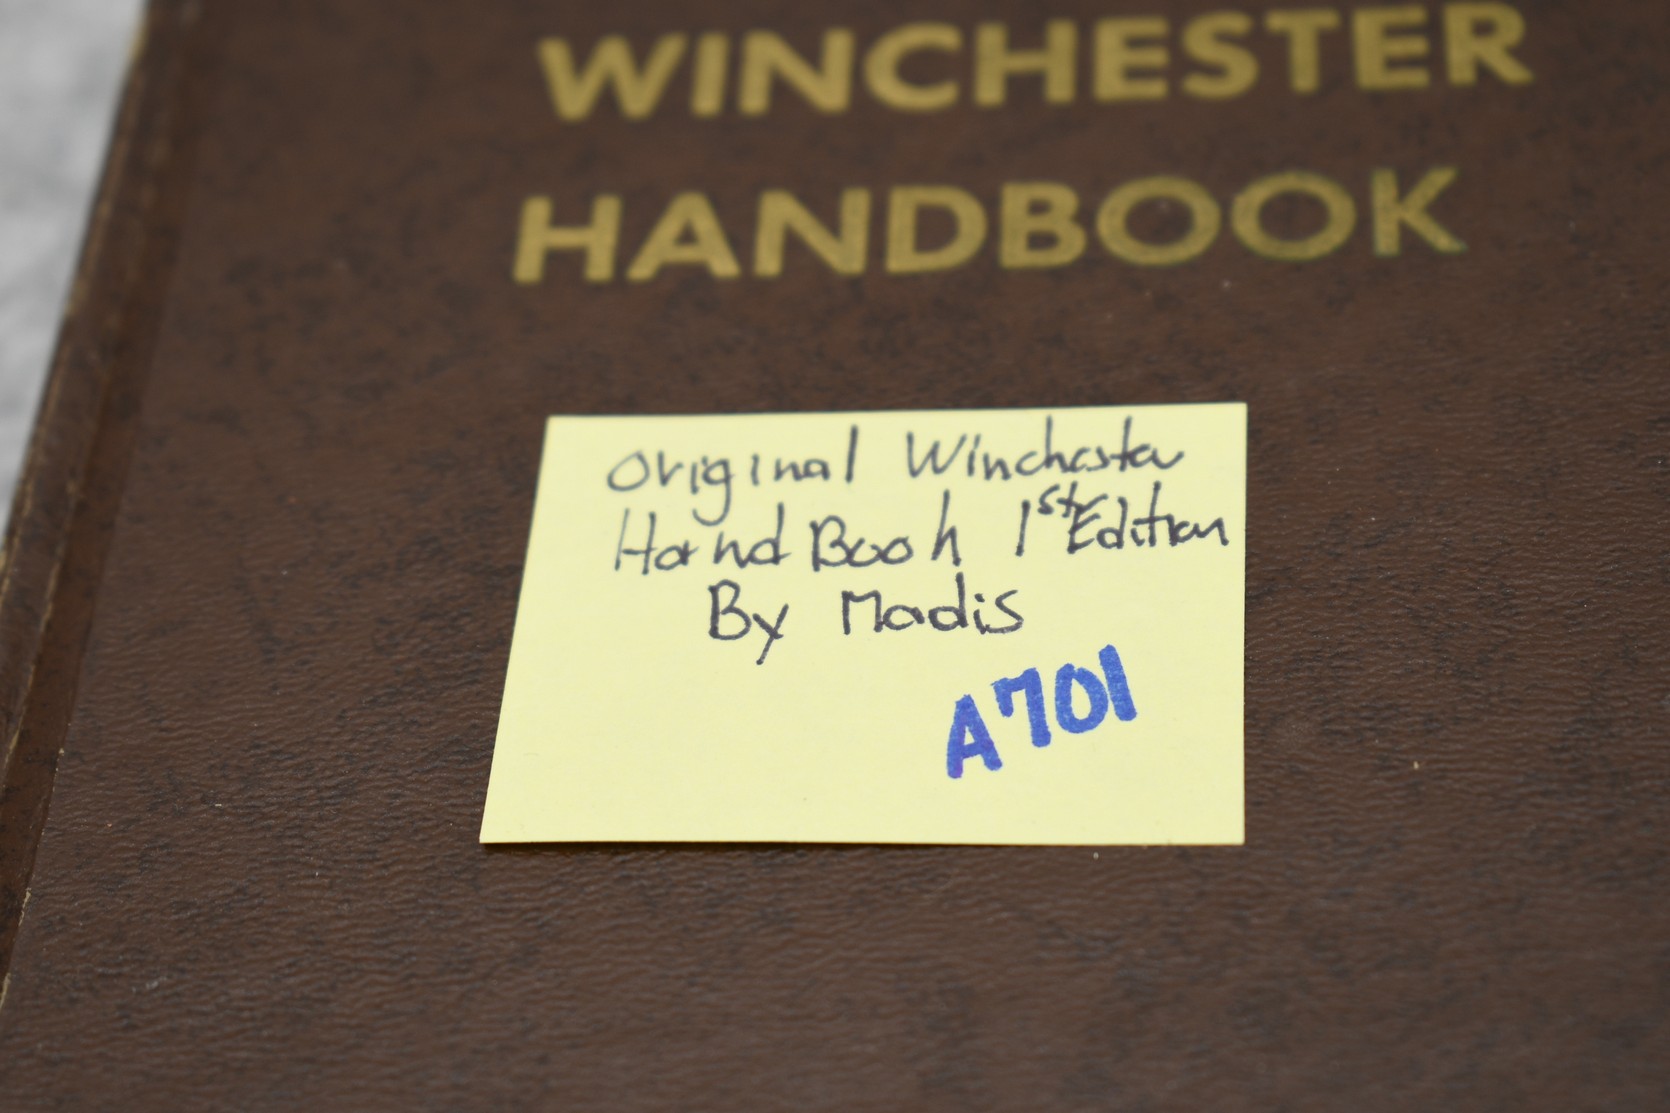 WINCHESTER
HANDBOOK
Original Winchester
Hand Book 1st Edition
By Madis
A701